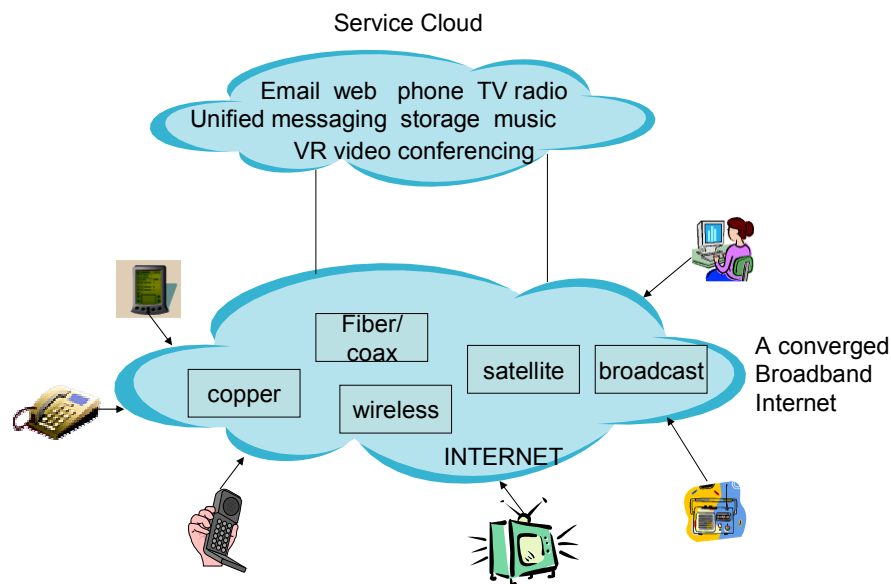 Service Cloud
Email web phone TV radio
Unified messaging storage music
VR video conferencing
Fiber/
coax
copper
wireless
satellite
broadcast
A converged
Broadband
Internet
INTERNET